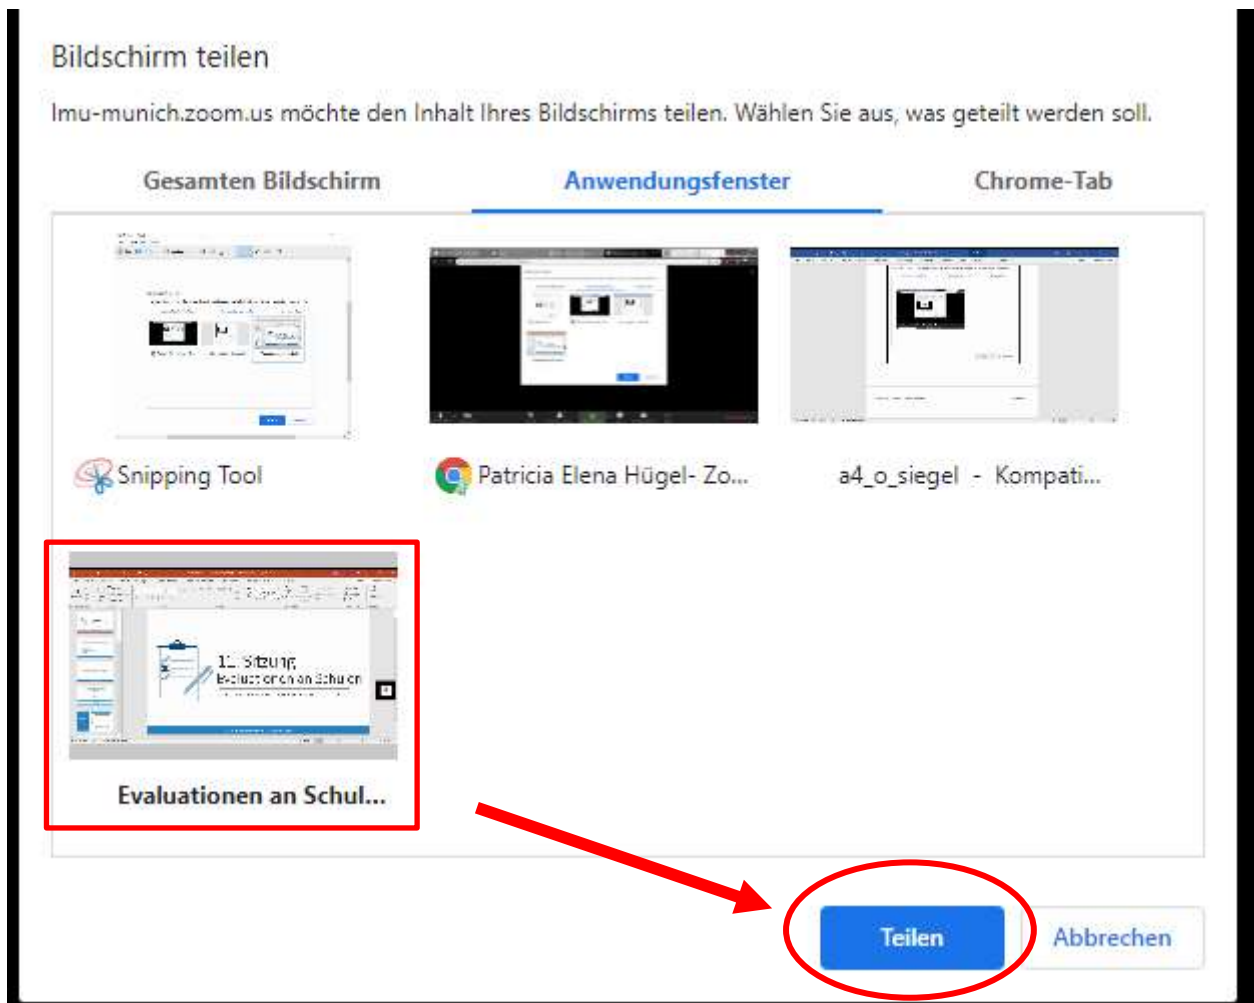 Bildschirm teilen
lmu-munich.zoom.us möchte den Inhalt Ihres Bildschirms teilen. Wählen Sie aus, was geteilt werden soll.
Gesamten Bildschirm Anwendungsfenster Chrome-Tab
Snipping Tool Patricia Elena Hügel- Zo... a4_o_siegel - Kompati...
11. Sitzung
Evaluationen an Schulen
Evaluationen an Schul...
Teilen Abbrechen